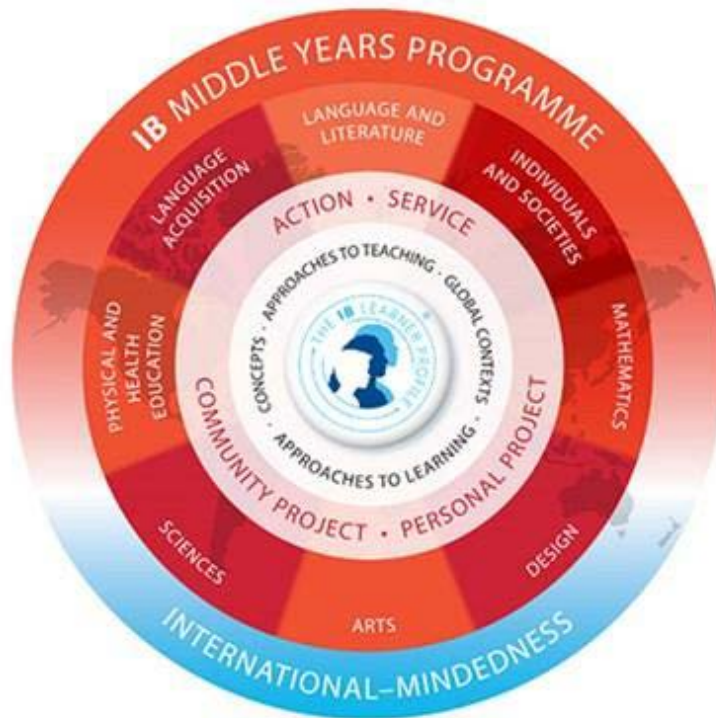 IB MIDDLE YEARS PROGRAMME
LANGUAGE AND
LITERATURE
INDIVIDUALS
AND SOCIETIES
MATHEMATICS
DESIGN
ARTS
SCIENCES
PHYSICAL AND
HEALTH
EDUCATION
LANGUAGE
ACQUISITION
ACTION • SERVICE
COMMUNITY PROJECT • PERSONAL PROJECT
· CONCEPTS · APPROACHES TO TEACHING · GLOBAL CONTEXTS ·
APPROACHES TO LEARNING
THE IB LEARNER PROFILE
®
INTERNATIONAL–MINDEDNESS